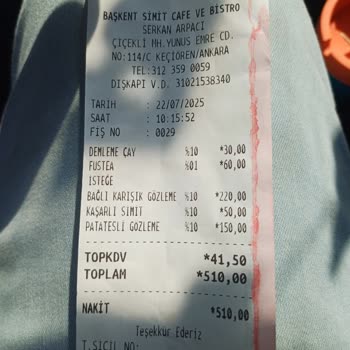 BAŞKENT SİMİT CAFE VE BİSTRO
SERKAN ARPACI
ÇİÇEKLİ MH.YUNUS EMRE CD.
NO:114/C KEÇİÖREN/ANKARA
TEL:312 359 0059
DIŞKAPI V.D. 31021538340
TARİH : 22/07/2025
SAAT : 10:15:52
FİŞ NO : 0029
DEMLEME ÇAY %10 *30,00
FUSTEA %01 *60,00
İSTEGE
BAĞLI KARIŞIK GÖZLEME %10 *220,00
KAŞARLI SİMİT %10 *50,00
PATATESLİ GÖZLEME %10 *150,00
TOPKDV *41,50
TOPLAM *510,00
NAKİT *510,00
Teşekkür Ederiz
T.SICIL NO: